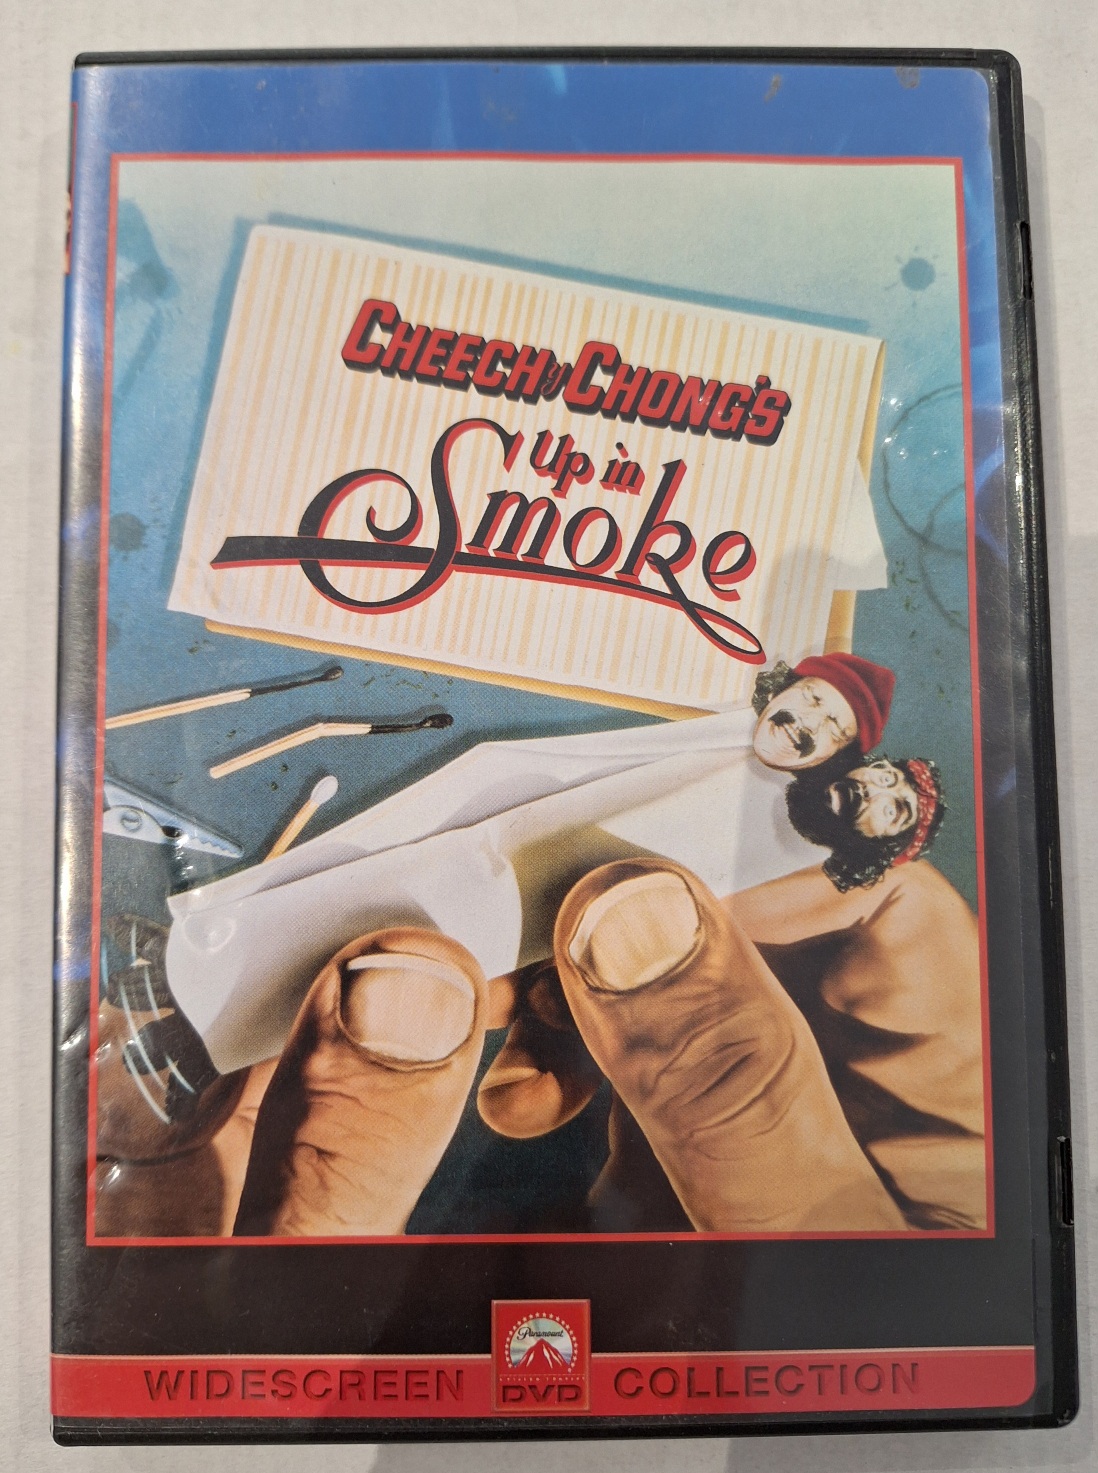 CHEECH y CHONG'S
Up in
Smoke
Paramount
WIDESCREEN DVD COLLECTION